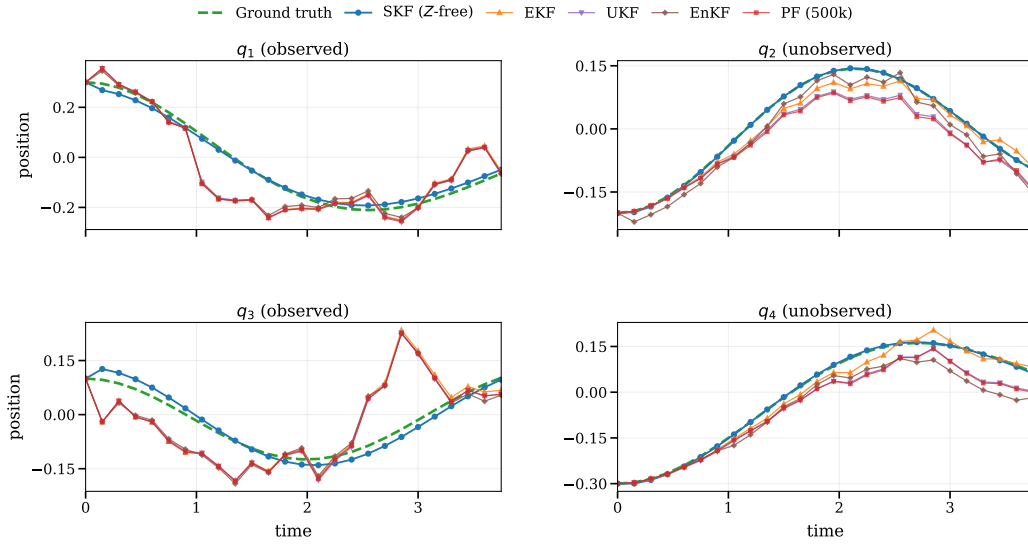 Ground truth SKF (Z-free) EKF UKF EnKF PF (500k)
q1 (observed)
q2 (unobserved)
position
0.2
0.0
−0.2
0.15
0.00
−0.15
q3 (observed)
q4 (unobserved)
position
0.15
0.00
−0.15
0.15
0.00
−0.15
−0.30
0 1 2 3
0 1 2 3
time
time